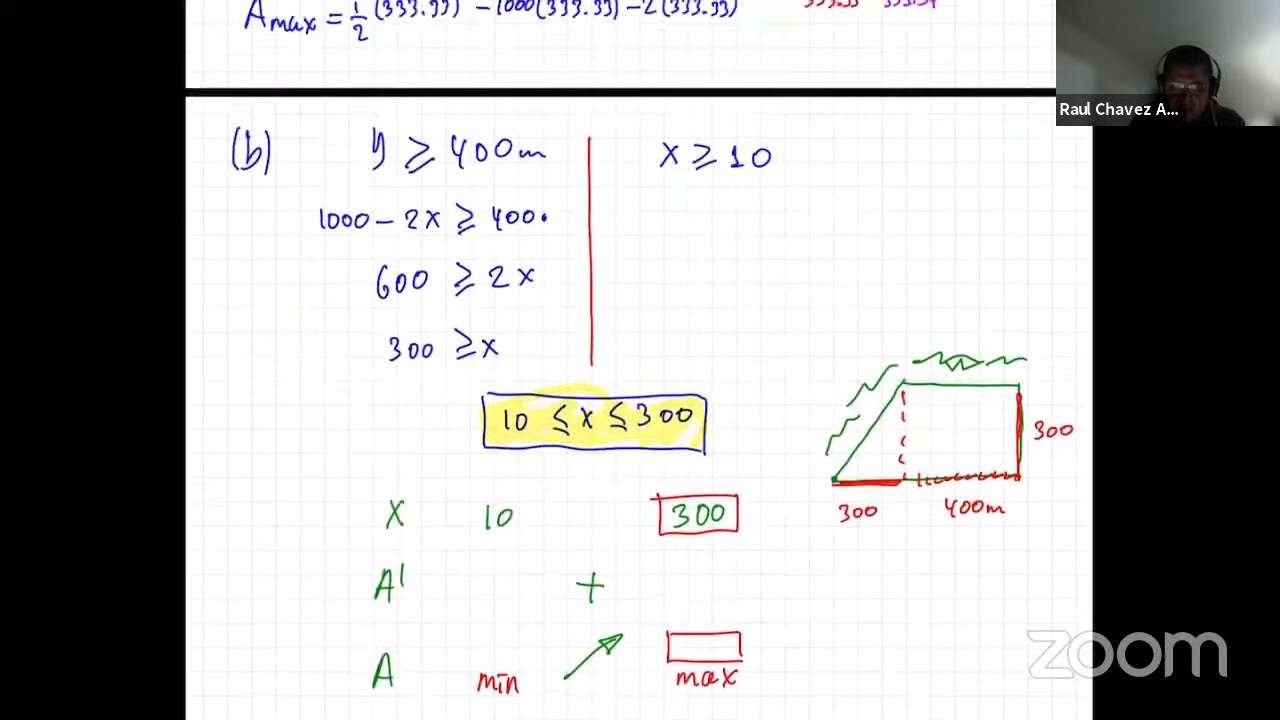 Amax = 1/2 (333.33) - 1000(333.33) - 2(333.33)
Raul Chavez A...
(b) y ≥ 400m x ≥ 10
1000 - 2x ≥ 400.
600 ≥ 2x
300 ≥ x
10 ≤ x ≤ 300
300
300 400m
x 10 300
A' +
A min max
zoom